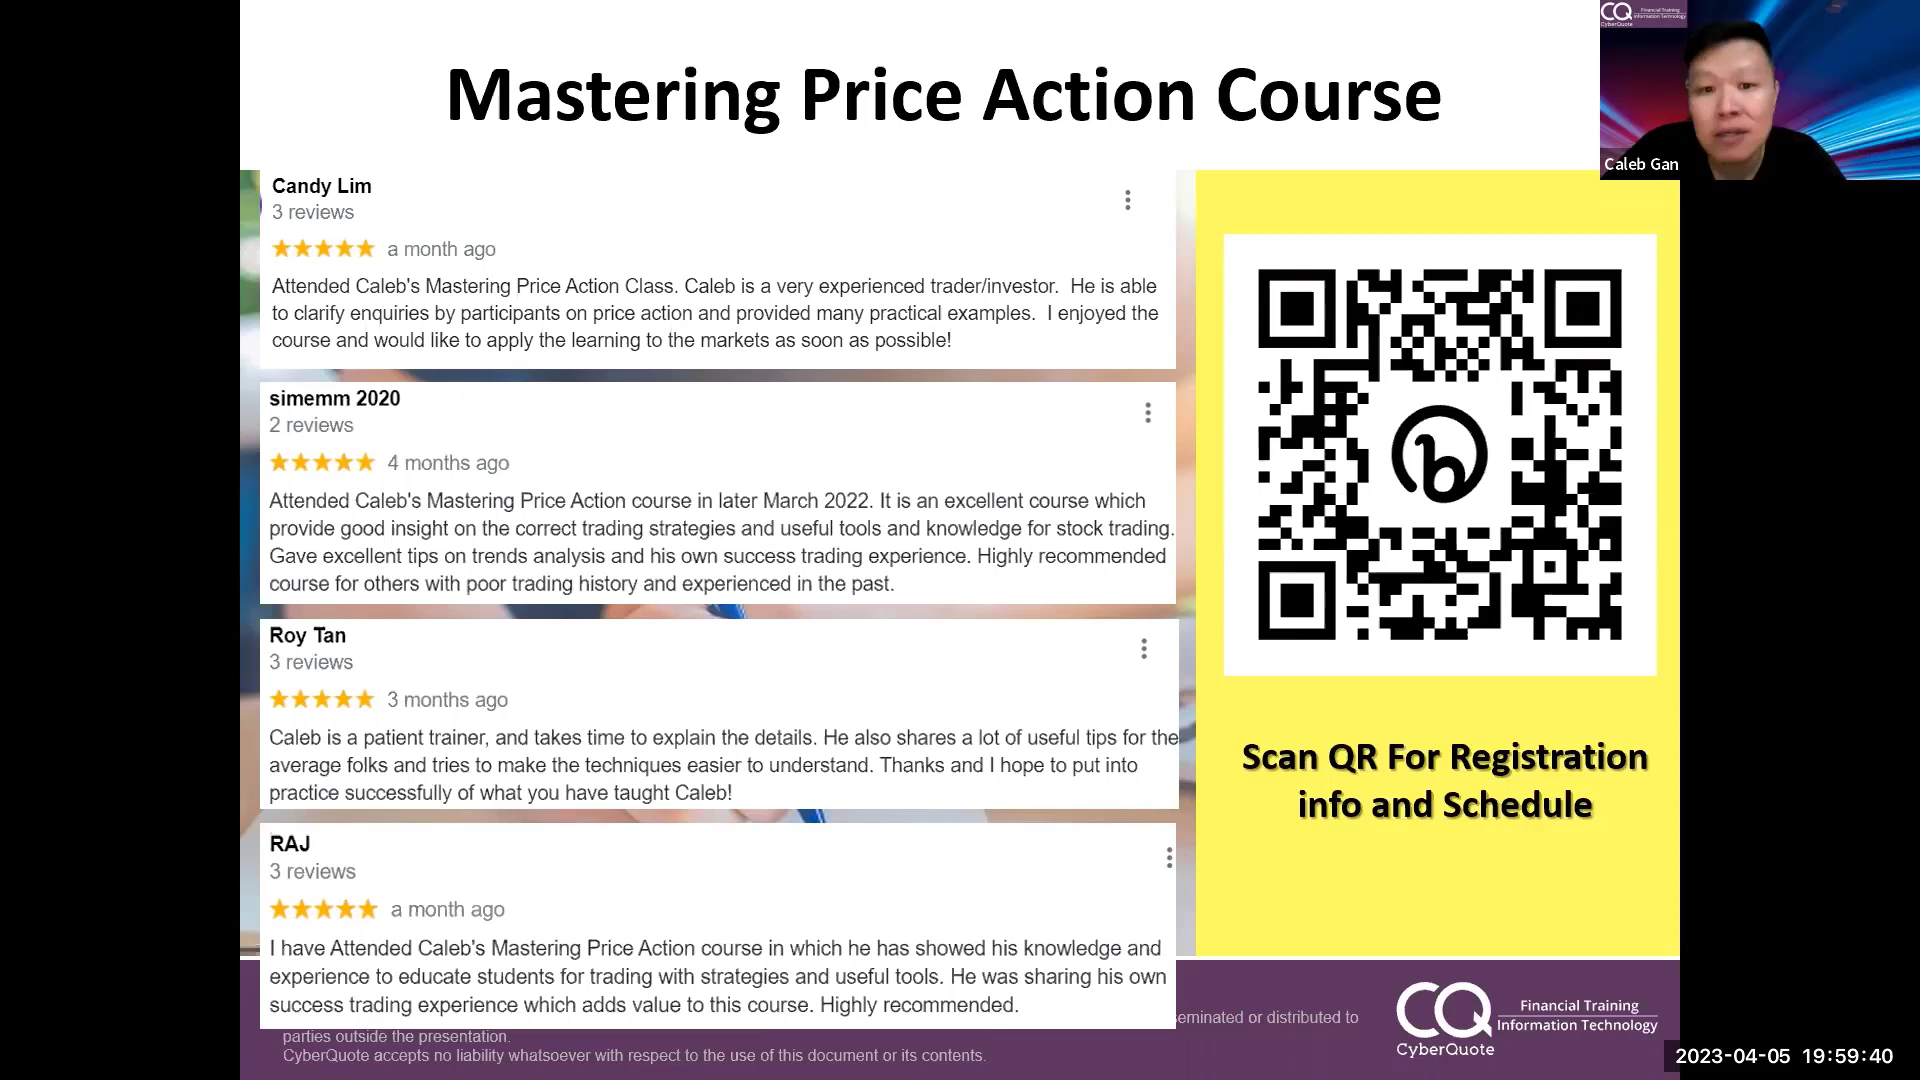 Mastering Price Action Course
CQ
CyberQuote
Financial Training
Information Technology
Caleb Gan
Candy Lim
3 reviews
a month ago
Attended Caleb's Mastering Price Action Class. Caleb is a very experienced trader/investor.  He is able
to clarify enquiries by participants on price action and provided many practical examples.  I enjoyed the
course and would like to apply the learning to the markets as soon as possible!
simemm 2020
2 reviews
4 months ago
Attended Caleb's Mastering Price Action course in later March 2022. It is an excellent course which
provide good insight on the correct trading strategies and useful tools and knowledge for stock trading.
Gave excellent tips on trends analysis and his own success trading experience. Highly recommended
course for others with poor trading history and experienced in the past.
Roy Tan
3 reviews
3 months ago
Caleb is a patient trainer, and takes time to explain the details. He also shares a lot of useful tips for the
average folks and tries to make the techniques easier to understand. Thanks and I hope to put into
practice successfully of what you have taught Caleb!
RAJ
3 reviews
a month ago
I have Attended Caleb's Mastering Price Action course in which he has showed his knowledge and
experience to educate students for trading with strategies and useful tools. He was sharing his own
success trading experience which adds value to this course. Highly recommended.
b
Scan QR For Registration
info and Schedule
eminated or distributed to
parties outside the presentation.
CyberQuote accepts no liability whatsoever with respect to the use of this document or its contents.
CQ
CyberQuote
Financial Training
Information Technology
2023-04-05 19:59:40